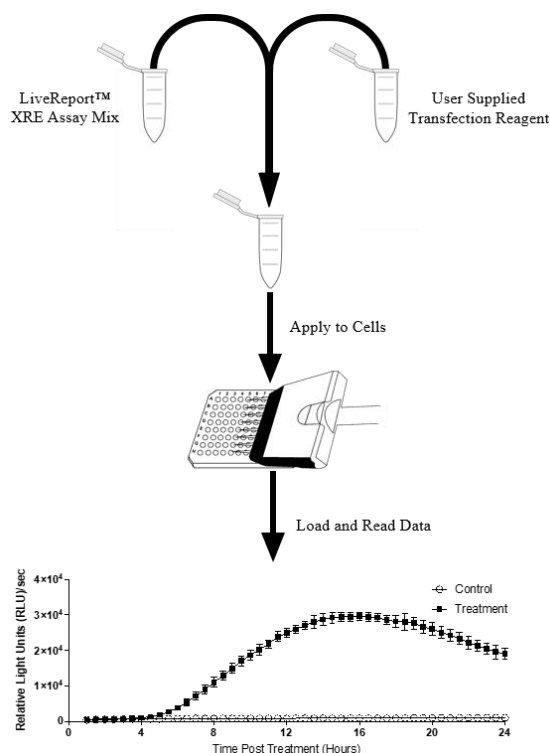 LiveReport™
XRE Assay Mix
User Supplied
Transfection Reagent
Apply to Cells
Load and Read Data
Relative Light Units (RLU)/sec
4×10⁴
3×10⁴
2×10⁴
1×10⁴
0
Control
Treatment
0 4 8 12 16 20 24
Time Post Treatment (Hours)